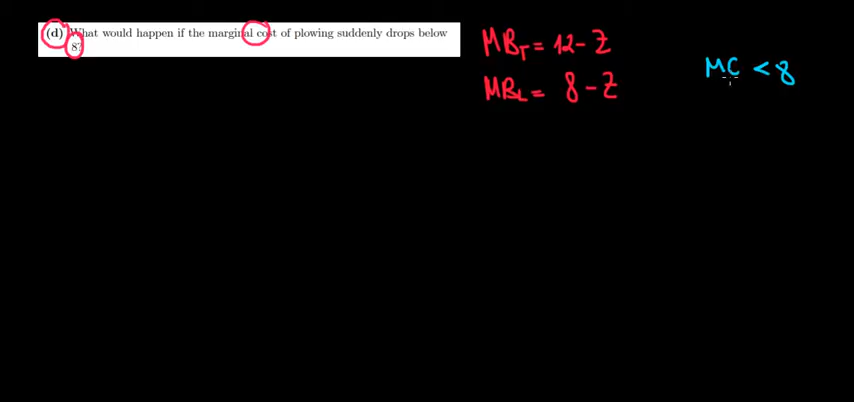 (d) What would happen if the marginal cost of plowing suddenly drops below
8?
MB_T = 12 - Z
MB_L = 8 - Z
MC < 8